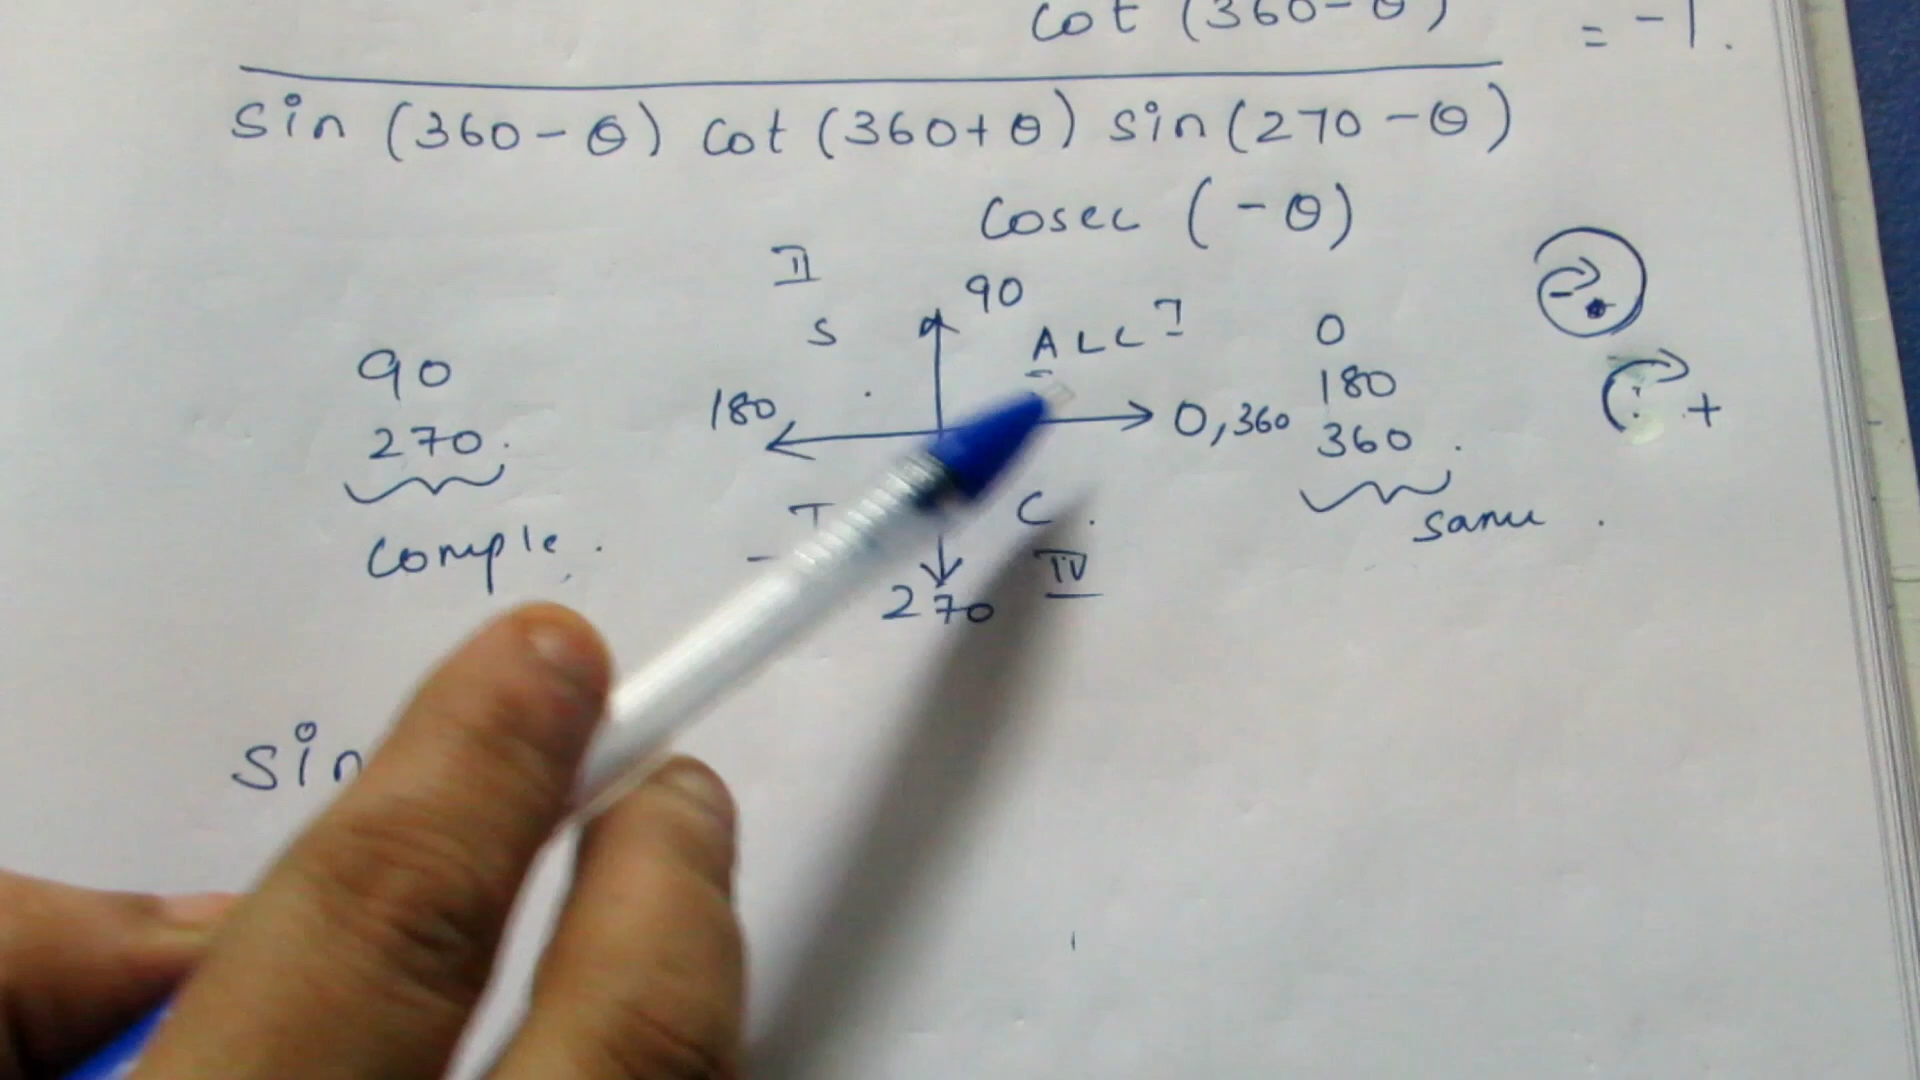 cot (360-θ)
= -1.
sin (360-θ) cot (360+θ) sin(270-θ)
cosec (-θ)
II
90
S
ALL I
0
90
180
180
0,360
270.
360.
+
T
C.
comple.
same.
IV
270
sin